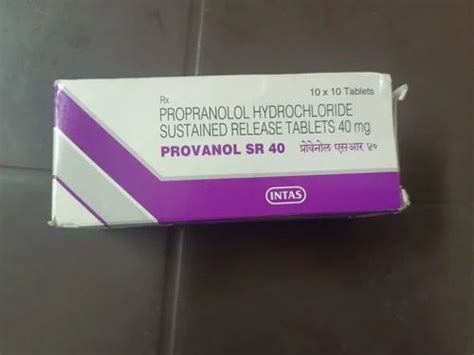 10 x 10 Tablets
Rx
PROPRANOLOL HYDROCHLORIDE
SUSTAINED RELEASE TABLETS 40 mg
PROVANOL SR 40 प्रोवेनोल एसआर ४०
INTAS